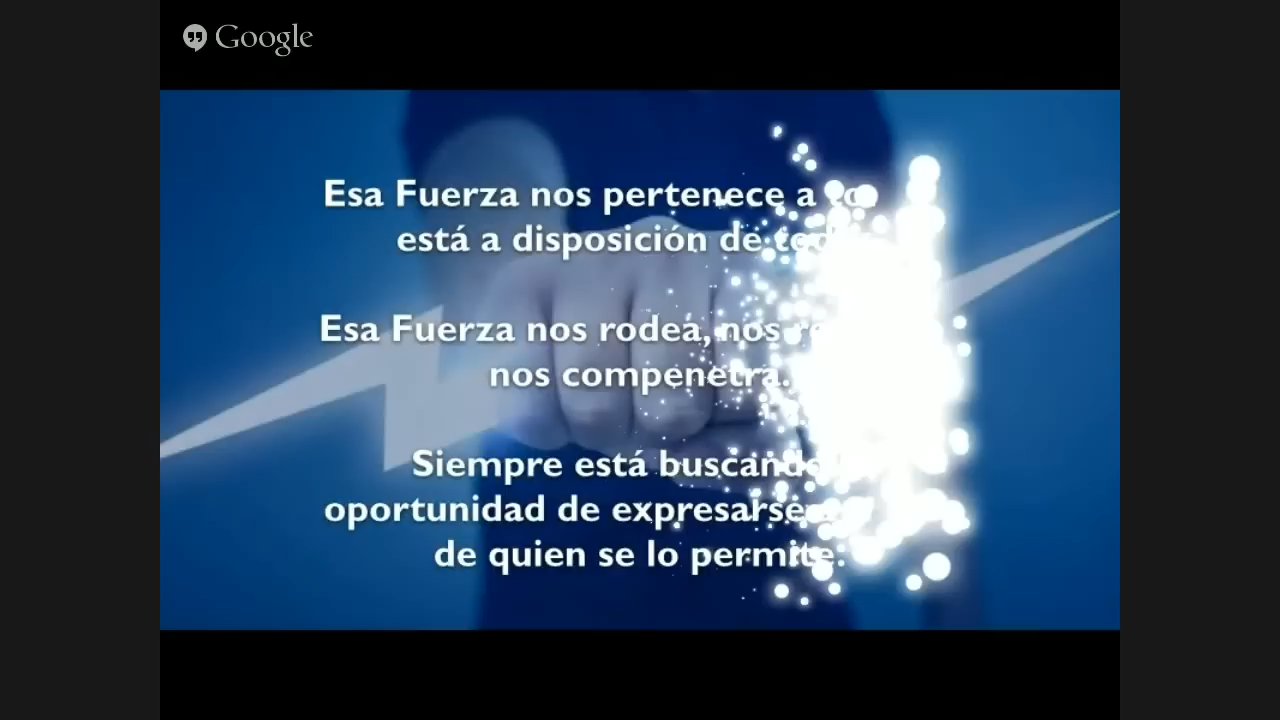 Google
Esa Fuerza nos pertenece a
está a disposición de
Esa Fuerza nos rodea, nos
nos compenetra.
Siempre está buscando
oportunidad de expresarse
de quien se lo permite.